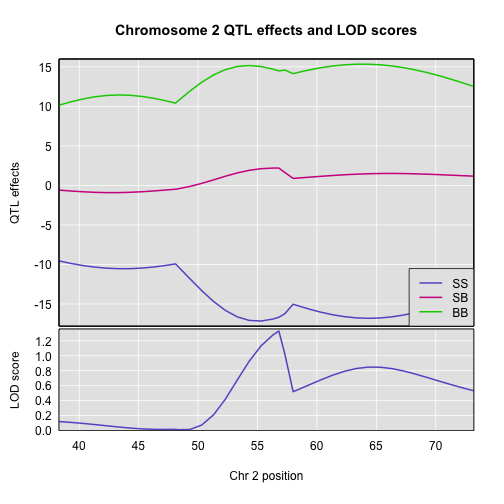 Chromosome 2 QTL effects and LOD scores
QTL effects
15
10
5
0
-5
-10
-15
SS
SB
BB
LOD score
1.2
1.0
0.8
0.6
0.4
0.2
0.0
40 45 50 55 60 65 70
Chr 2 position